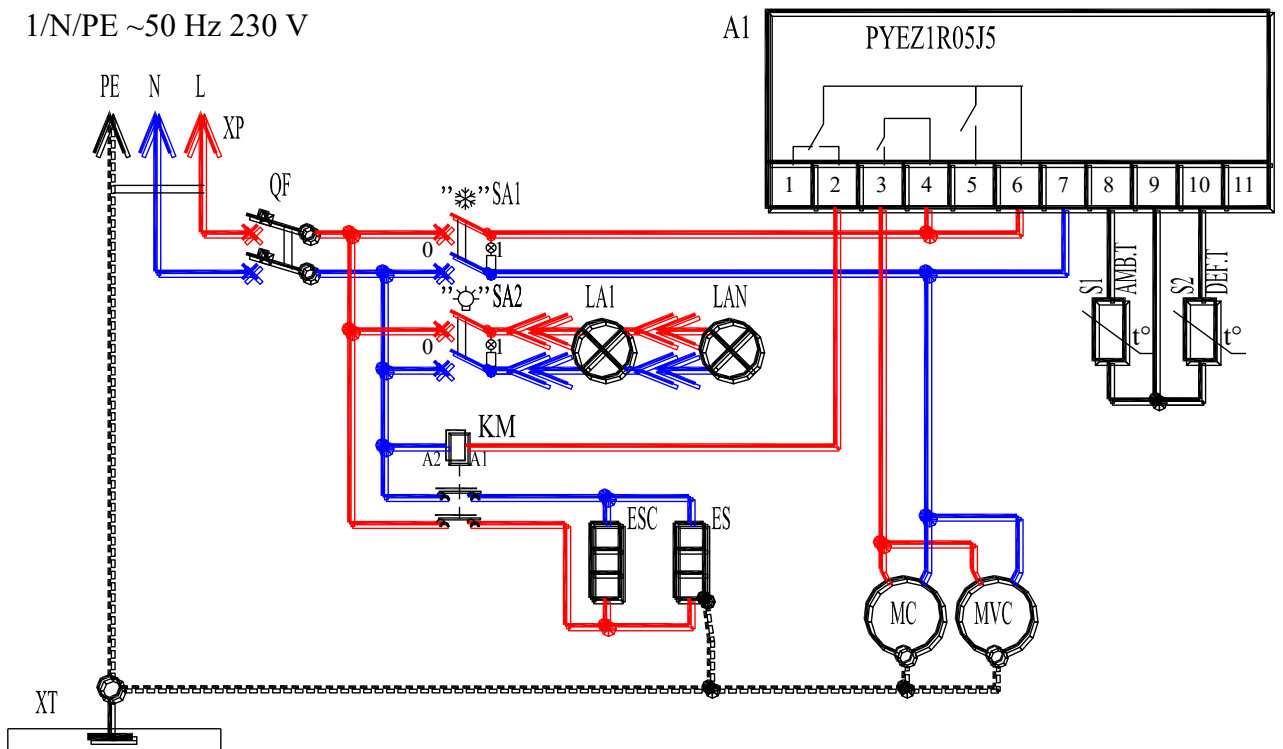 1/N/PE ~50 Hz 230 V
A1
PYEZ1R05J5
PE N L
XP
1 2 3 4 5 6 7 8 9 10 11
QF
”❄” SA1
0 1
”💡” SA2
LA1 LAN
0 1
S1 AMB.T
S2 DEF.T
t° t°
KM
A2 A1
ESC ES
MC MVC
XT